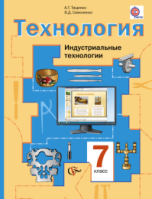 А.Т. Тищенко
В.Д. Симоненко
Технология
Индустриальные
технологии
7
класс